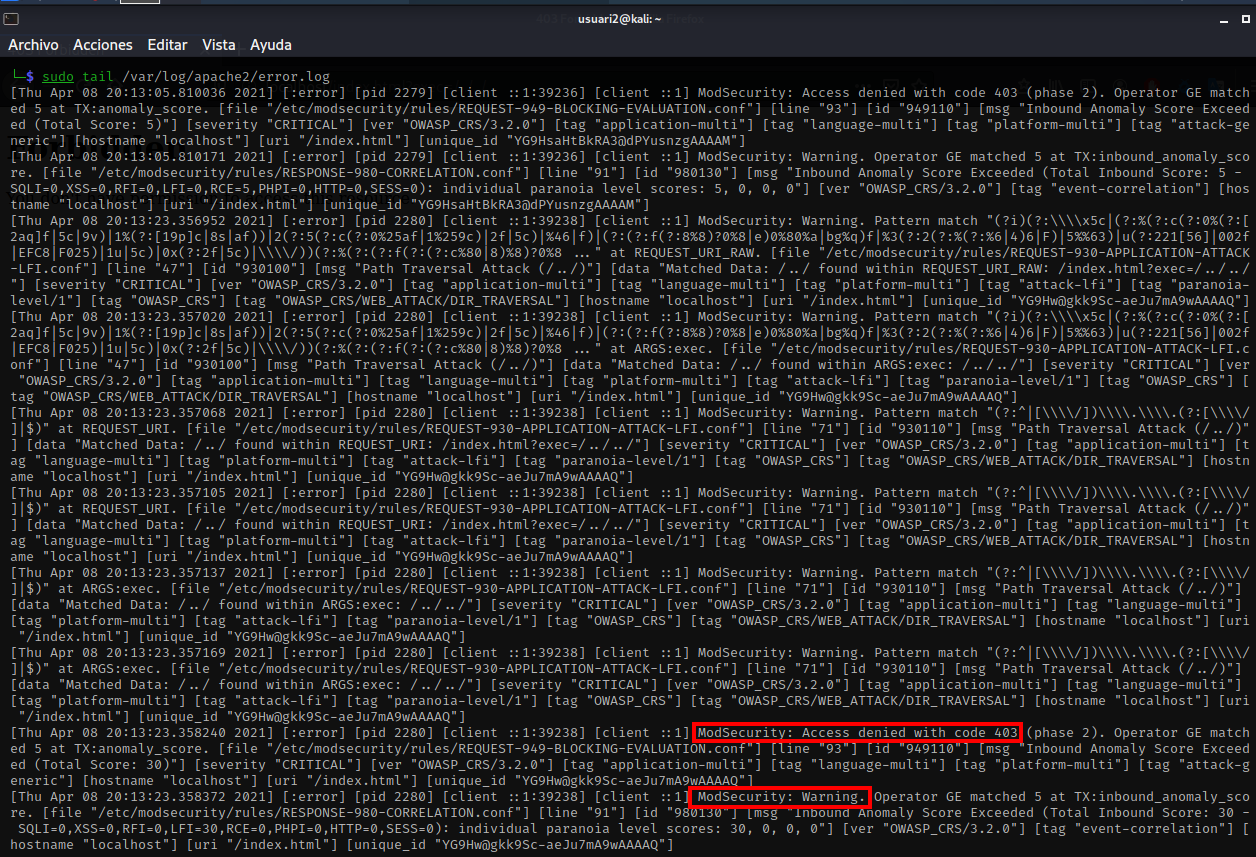 usuari2@kali: ~
Archivo Acciones Editar Vista Ayuda
└─$ sudo tail /var/log/apache2/error.log
[Thu Apr 08 20:13:05.810036 2021] [:error] [pid 2279] [client ::1:39236] [client ::1] ModSecurity: Access denied with code 403 (phase 2). Operator GE match
ed 5 at TX:anomaly_score. [file "/etc/modsecurity/rules/REQUEST-949-BLOCKING-EVALUATION.conf"] [line "93"] [id "949110"] [msg "Inbound Anomaly Score Exceed
ed (Total Score: 5)"] [severity "CRITICAL"] [ver "OWASP_CRS/3.2.0"] [tag "application-multi"] [tag "language-multi"] [tag "platform-multi"] [tag "attack-ge
neric"] [hostname "localhost"] [uri "/index.html"] [unique_id "YG9HsaHtBkRA3@dPYusnzgAAAAM"]
[Thu Apr 08 20:13:05.810171 2021] [:error] [pid 2279] [client ::1:39236] [client ::1] ModSecurity: Warning. Operator GE matched 5 at TX:inbound_anomaly_sco
re. [file "/etc/modsecurity/rules/RESPONSE-980-CORRELATION.conf"] [line "91"] [id "980130"] [msg "Inbound Anomaly Score Exceeded (Total Inbound Score: 5 -
SQLI=0,XSS=0,RFI=0,LFI=0,RCE=5,PHPI=0,HTTP=0,SESS=0): individual paranoia level scores: 5, 0, 0, 0"] [ver "OWASP_CRS/3.2.0"] [tag "event-correlation"] [hos
tname "localhost"] [uri "/index.html"] [unique_id "YG9HsaHtBkRA3@dPYusnzgAAAAM"]
[Thu Apr 08 20:13:23.356952 2021] [:error] [pid 2280] [client ::1:39238] [client ::1] ModSecurity: Warning. Pattern match "(?i)(?:\\\\x5c|(?:%(?:c(?:0%(?:[
2aq]f|5c|9v)|1%(?:[19p]c|8s|af))|2(?:5(?:c(?:0%25af|1%259c)|2f|5c)|%46|f)|(?:(?:f(?:8%8)?0%8|e)0%80%a|bg%q)f|%3(?:2(?:%(?:%6|4)6|F)|5%%63)|u(?:221[56]|002f
|EFC8|F025)|1u|5c)|0x(?:2f|5c)|\\\\/))(?:%(?:(?:f(?:(?:c%80|8)%8)?0%8 ..." at REQUEST_URI_RAW. [file "/etc/modsecurity/rules/REQUEST-930-APPLICATION-ATTACK
-LFI.conf"] [line "47"] [id "930100"] [msg "Path Traversal Attack (/../)"] [data "Matched Data: /../ found within REQUEST_URI_RAW: /index.html?exec=/../../
"] [severity "CRITICAL"] [ver "OWASP_CRS/3.2.0"] [tag "application-multi"] [tag "language-multi"] [tag "platform-multi"] [tag "attack-lfi"] [tag "paranoia-
level/1"] [tag "OWASP_CRS"] [tag "OWASP_CRS/WEB_ATTACK/DIR_TRAVERSAL"] [hostname "localhost"] [uri "/index.html"] [unique_id "YG9Hw@gkk9Sc-aeJu7mA9wAAAAQ"]
[Thu Apr 08 20:13:23.357020 2021] [:error] [pid 2280] [client ::1:39238] [client ::1] ModSecurity: Warning. Pattern match "(?i)(?:\\\\x5c|(?:%(?:c(?:0%(?:[
2aq]f|5c|9v)|1%(?:[19p]c|8s|af))|2(?:5(?:c(?:0%25af|1%259c)|2f|5c)|%46|f)|(?:(?:f(?:8%8)?0%8|e)0%80%a|bg%q)f|%3(?:2(?:%(?:%6|4)6|F)|5%%63)|u(?:221[56]|002f
|EFC8|F025)|1u|5c)|0x(?:2f|5c)|\\\\/))(?:%(?:(?:f(?:(?:c%80|8)%8)?0%8 ..." at ARGS:exec. [file "/etc/modsecurity/rules/REQUEST-930-APPLICATION-ATTACK-LFI.c
onf"] [line "47"] [id "930100"] [msg "Path Traversal Attack (/../)"] [data "Matched Data: /../ found within ARGS:exec: /../../"] [severity "CRITICAL"] [ver
"OWASP_CRS/3.2.0"] [tag "application-multi"] [tag "language-multi"] [tag "platform-multi"] [tag "attack-lfi"] [tag "paranoia-level/1"] [tag "OWASP_CRS"] [
tag "OWASP_CRS/WEB_ATTACK/DIR_TRAVERSAL"] [hostname "localhost"] [uri "/index.html"] [unique_id "YG9Hw@gkk9Sc-aeJu7mA9wAAAAQ"]
[Thu Apr 08 20:13:23.357068 2021] [:error] [pid 2280] [client ::1:39238] [client ::1] ModSecurity: Warning. Pattern match "(?:^|[\\\\/])\\\\.\\\\.(?:[\\\\/
]|$)" at REQUEST_URI. [file "/etc/modsecurity/rules/REQUEST-930-APPLICATION-ATTACK-LFI.conf"] [line "71"] [id "930110"] [msg "Path Traversal Attack (/../)"
] [data "Matched Data: /../ found within REQUEST_URI: /index.html?exec=/../../"] [severity "CRITICAL"] [ver "OWASP_CRS/3.2.0"] [tag "application-multi"] [t
ag "language-multi"] [tag "platform-multi"] [tag "attack-lfi"] [tag "paranoia-level/1"] [tag "OWASP_CRS"] [tag "OWASP_CRS/WEB_ATTACK/DIR_TRAVERSAL"] [hostn
ame "localhost"] [uri "/index.html"] [unique_id "YG9Hw@gkk9Sc-aeJu7mA9wAAAAQ"]
[Thu Apr 08 20:13:23.357105 2021] [:error] [pid 2280] [client ::1:39238] [client ::1] ModSecurity: Warning. Pattern match "(?:^|[\\\\/])\\\\.\\\\.(?:[\\\\/
]|$)" at REQUEST_URI. [file "/etc/modsecurity/rules/REQUEST-930-APPLICATION-ATTACK-LFI.conf"] [line "71"] [id "930110"] [msg "Path Traversal Attack (/../)"
] [data "Matched Data: /../ found within REQUEST_URI: /index.html?exec=/../../"] [severity "CRITICAL"] [ver "OWASP_CRS/3.2.0"] [tag "application-multi"] [t
ag "language-multi"] [tag "platform-multi"] [tag "attack-lfi"] [tag "paranoia-level/1"] [tag "OWASP_CRS"] [tag "OWASP_CRS/WEB_ATTACK/DIR_TRAVERSAL"] [hostn
ame "localhost"] [uri "/index.html"] [unique_id "YG9Hw@gkk9Sc-aeJu7mA9wAAAAQ"]
[Thu Apr 08 20:13:23.357137 2021] [:error] [pid 2280] [client ::1:39238] [client ::1] ModSecurity: Warning. Pattern match "(?:^|[\\\\/])\\\\.\\\\.(?:[\\\\/
]|$)" at ARGS:exec. [file "/etc/modsecurity/rules/REQUEST-930-APPLICATION-ATTACK-LFI.conf"] [line "71"] [id "930110"] [msg "Path Traversal Attack (/../)"]
[data "Matched Data: /../ found within ARGS:exec: /../../"] [severity "CRITICAL"] [ver "OWASP_CRS/3.2.0"] [tag "application-multi"] [tag "language-multi"]
[tag "platform-multi"] [tag "attack-lfi"] [tag "paranoia-level/1"] [tag "OWASP_CRS"] [tag "OWASP_CRS/WEB_ATTACK/DIR_TRAVERSAL"] [hostname "localhost"] [uri
"/index.html"] [unique_id "YG9Hw@gkk9Sc-aeJu7mA9wAAAAQ"]
[Thu Apr 08 20:13:23.357169 2021] [:error] [pid 2280] [client ::1:39238] [client ::1] ModSecurity: Warning. Pattern match "(?:^|[\\\\/])\\\\.\\\\.(?:[\\\\/
]|$)" at ARGS:exec. [file "/etc/modsecurity/rules/REQUEST-930-APPLICATION-ATTACK-LFI.conf"] [line "71"] [id "930110"] [msg "Path Traversal Attack (/../)"]
[data "Matched Data: /../ found within ARGS:exec: /../../"] [severity "CRITICAL"] [ver "OWASP_CRS/3.2.0"] [tag "application-multi"] [tag "language-multi"]
[tag "platform-multi"] [tag "attack-lfi"] [tag "paranoia-level/1"] [tag "OWASP_CRS"] [tag "OWASP_CRS/WEB_ATTACK/DIR_TRAVERSAL"] [hostname "localhost"] [uri
"/index.html"] [unique_id "YG9Hw@gkk9Sc-aeJu7mA9wAAAAQ"]
[Thu Apr 08 20:13:23.358240 2021] [:error] [pid 2280] [client ::1:39238] [client ::1] ModSecurity: Access denied with code 403 (phase 2). Operator GE match
ed 5 at TX:anomaly_score. [file "/etc/modsecurity/rules/REQUEST-949-BLOCKING-EVALUATION.conf"] [line "93"] [id "949110"] [msg "Inbound Anomaly Score Exceed
ed (Total Score: 30)"] [severity "CRITICAL"] [ver "OWASP_CRS/3.2.0"] [tag "application-multi"] [tag "language-multi"] [tag "platform-multi"] [tag "attack-g
eneric"] [hostname "localhost"] [uri "/index.html"] [unique_id "YG9Hw@gkk9Sc-aeJu7mA9wAAAAQ"]
[Thu Apr 08 20:13:23.358372 2021] [:error] [pid 2280] [client ::1:39238] [client ::1] ModSecurity: Warning. Operator GE matched 5 at TX:inbound_anomaly_sco
re. [file "/etc/modsecurity/rules/RESPONSE-980-CORRELATION.conf"] [line "91"] [id "980130"] [msg "Inbound Anomaly Score Exceeded (Total Inbound Score: 30 -
SQLI=0,XSS=0,RFI=0,LFI=30,RCE=0,PHPI=0,HTTP=0,SESS=0): individual paranoia level scores: 30, 0, 0, 0"] [ver "OWASP_CRS/3.2.0"] [tag "event-correlation"] [
hostname "localhost"] [uri "/index.html"] [unique_id "YG9Hw@gkk9Sc-aeJu7mA9wAAAAQ"]